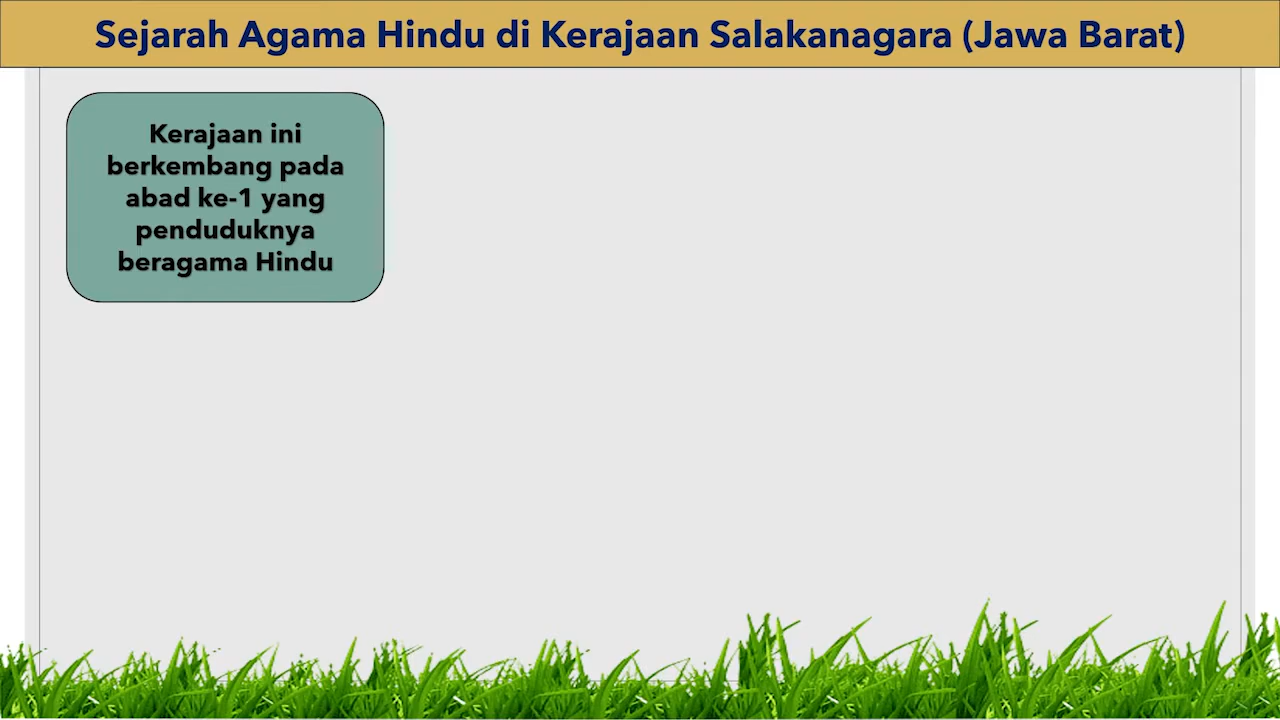 Sejarah Agama Hindu di Kerajaan Salakanagara (Jawa Barat)
Kerajaan ini
berkembang pada
abad ke-1 yang
penduduknya
beragama Hindu